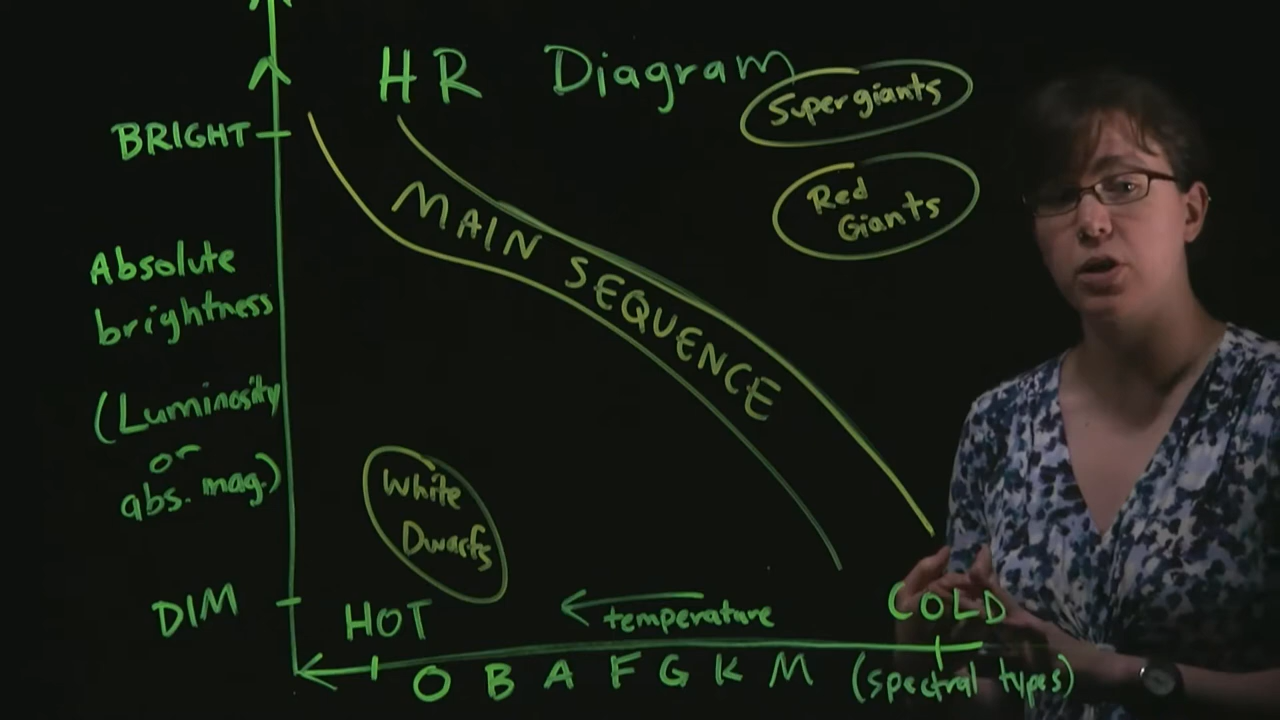 HR Diagram
Supergiants
BRIGHT
Red
Giants
MAIN SEQUENCE
Absolute
brightness
(Luminosity
or
abs. mag.)
White
Dwarfs
DIM
HOT
temperature
COLD
O B A F G K M (spectral types)